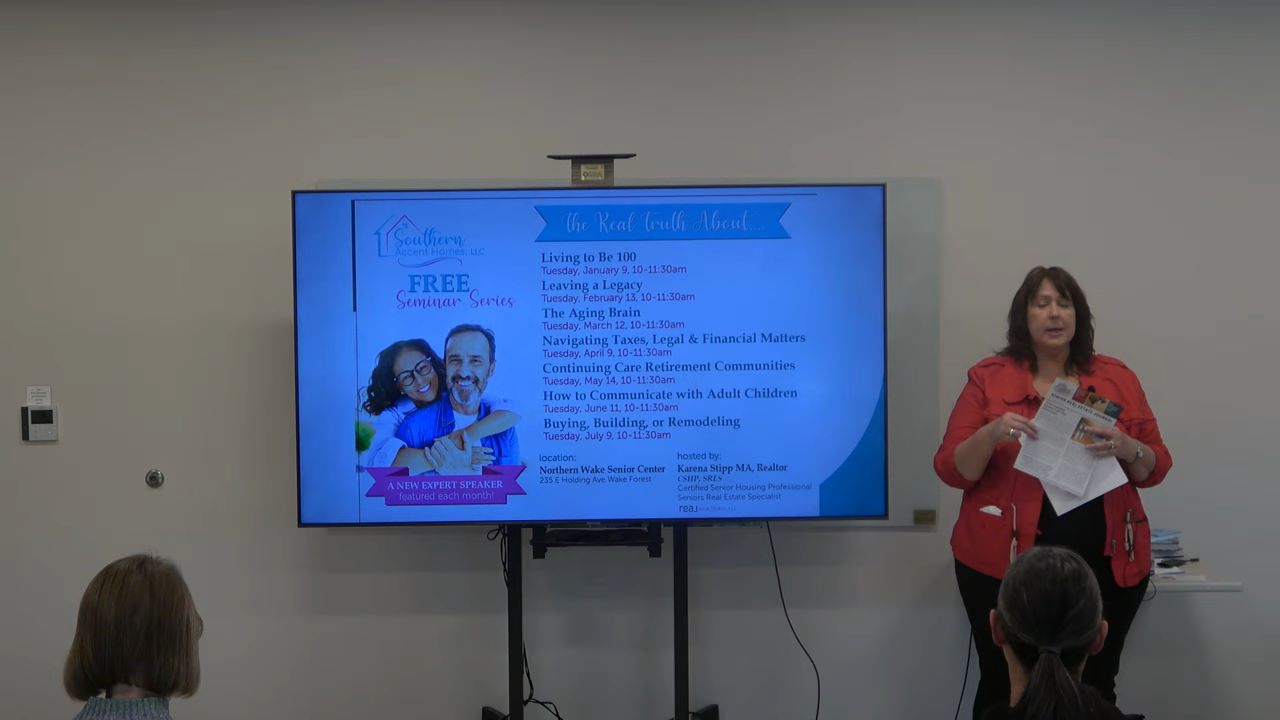 Southern
Accent Homes, LLC
FREE
Seminar Series
A NEW EXPERT SPEAKER
featured each month!
The Real Truth About....
Living to Be 100
Tuesday, January 9, 10-11:30am
Leaving a Legacy
Tuesday, February 13, 10-11:30am
The Aging Brain
Tuesday, March 12, 10-11:30am
Navigating Taxes, Legal & Financial Matters
Tuesday, April 9, 10-11:30am
Continuing Care Retirement Communities
Tuesday, May 14, 10-11:30am
How to Communicate with Adult Children
Tuesday, June 11, 10-11:30am
Buying, Building, or Remodeling
Tuesday, July 9, 10-11:30am
location:
Northern Wake Senior Center
235 E Holding Ave Wake Forest
hosted by:
Karena Stipp MA, Realtor
CSHP, SRES
Certified Senior Housing Professional
Seniors Real Estate Specialist
real